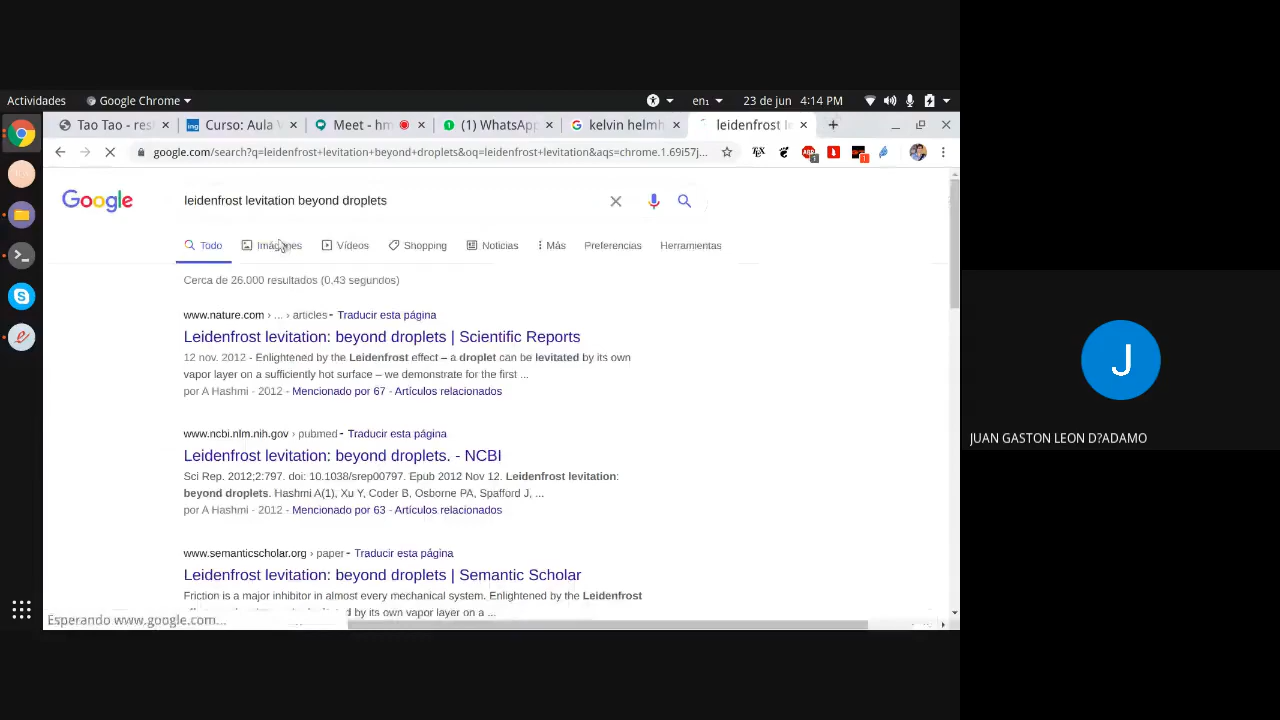 Actividades
Google Chrome
en₁
23 de jun 4:14 PM
Tao Tao - res
Curso: Aula V
Meet - hm
(1) WhatsApp
kelvin helmh
leidenfrost le
google.com/search?q=leidenfrost+levitation+beyond+droplets&oq=leidenfrost+levitation&aqs=chrome.1.69i57j...
Google
leidenfrost levitation beyond droplets
Todo
Imágenes
Vídeos
Shopping
Noticias
Más
Preferencias
Herramientas
Cerca de 26.000 resultados (0,43 segundos)
www.nature.com › ... › articles
Traducir esta página
Leidenfrost levitation: beyond droplets | Scientific Reports
12 nov. 2012 - Enlightened by the Leidenfrost effect – a droplet can be levitated by its own
vapor layer on a sufficiently hot surface – we demonstrate for the first ...
por A Hashmi - 2012 - Mencionado por 67 - Artículos relacionados
www.ncbi.nlm.nih.gov › pubmed
Traducir esta página
Leidenfrost levitation: beyond droplets. - NCBI
Sci Rep. 2012;2:797. doi: 10.1038/srep00797. Epub 2012 Nov 12. Leidenfrost levitation:
beyond droplets. Hashmi A(1), Xu Y, Coder B, Osborne PA, Spafford J, ...
por A Hashmi - 2012 - Mencionado por 63 - Artículos relacionados
www.semanticscholar.org › paper
Traducir esta página
Leidenfrost levitation: beyond droplets | Semantic Scholar
Friction is a major inhibitor in almost every mechanical system. Enlightened by the Leidenfrost
by its own vapor layer on a ...
Esperando www.google.com...
J
JUAN GASTON LEON D?ADAMO